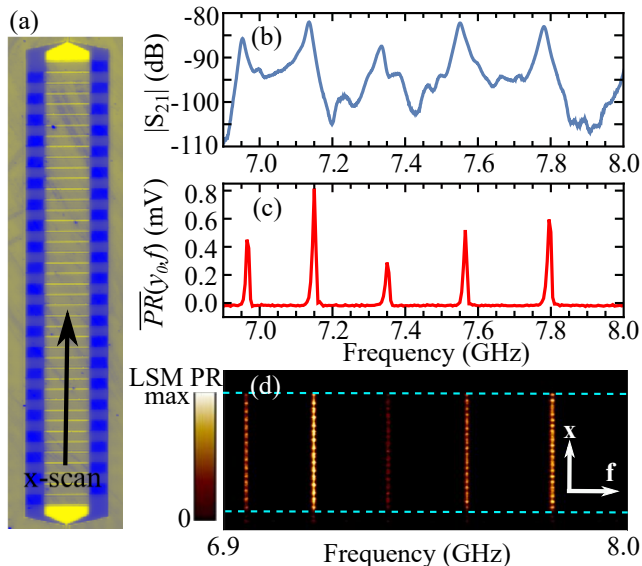 (a)
x-scan
(b)
|S21| (dB)
-80
-90
-100
-110
7.0 7.2 7.4 7.6 7.8 8.0
(c)
PR(y0,f) (mV)
0.8
0.6
0.4
0.2
0.0
7.0 7.2 7.4 7.6 7.8 8.0
Frequency (GHz)
LSM PR
max
0
(d)
x
f
6.9 8.0
Frequency (GHz)